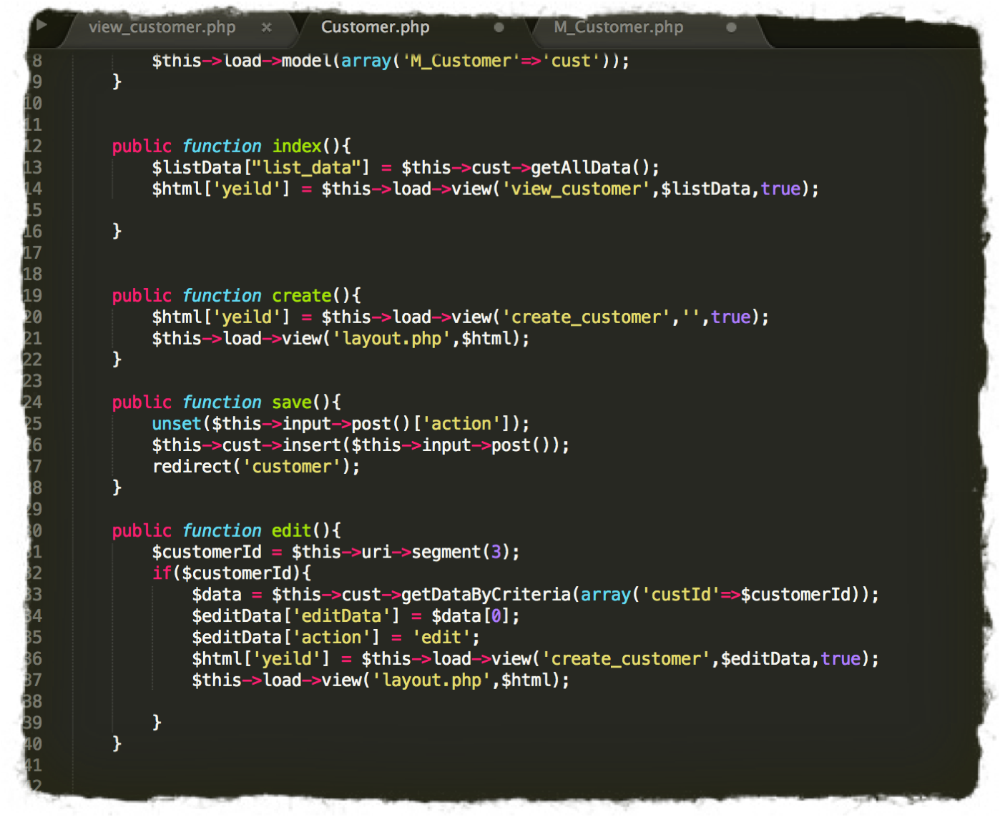 view_customer.php × Customer.php M_Customer.php
8 $this->load->model(array('M_Customer'=>'cust'));
9 }
10
11
12 public function index(){
13 $listData["list_data"] = $this->cust->getAllData();
14 $html['yeild'] = $this->load->view('view_customer',$listData,true);
15
16 }
17
18
19 public function create(){
20 $html['yeild'] = $this->load->view('create_customer','',true);
21 $this->load->view('layout.php',$html);
22 }
23
24 public function save(){
25 unset($this->input->post()['action']);
26 $this->cust->insert($this->input->post());
27 redirect('customer');
28 }
29
30 public function edit(){
31 $customerId = $this->uri->segment(3);
32 if($customerId){
33 $data = $this->cust->getDataByCriteria(array('custId'=>$customerId));
34 $editData['editData'] = $data[0];
35 $editData['action'] = 'edit';
36 $html['yeild'] = $this->load->view('create_customer',$editData,true);
37 $this->load->view('layout.php',$html);
38
39 }
40 }
41
42